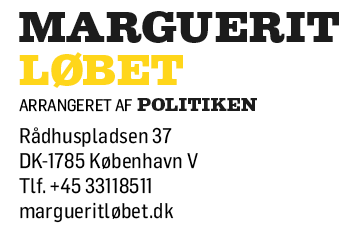 MARGUERIT
LØBET
ARRANGERET AF POLITIKEN
Rådhuspladsen 37
DK-1785 København V
Tlf. +45 33118511
margueritløbet.dk